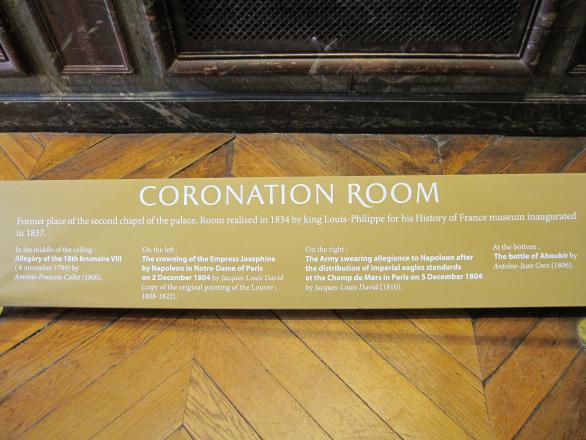 CORONATION ROOM
Former place of the second chapel of the palace. Room realised in 1834 by king Louis-Philippe for his History of France museum inaugurated
in 1837.
In the middle of the ceiling :
Allegory of the 18th brumaire VIII
( 9 november 1799) by
Antoine-François Callet (1800).
On the left :
The crowning of the Empress Josephine
by Napoleon in Notre-Dame of Paris
on 2 December 1804 by Jacques-Louis David
(copy of the original painting of the Louvre ;
1808-1822).
On the right :
The Army swearing allegience to Napoleon after
the distribution of imperial eagles standards
at the Champ de Mars in Paris on 5 December 1804
by Jacques-Louis David (1810).
At the bottom :
The battle of Aboukir by
Antoine-Jean Gros (1806).